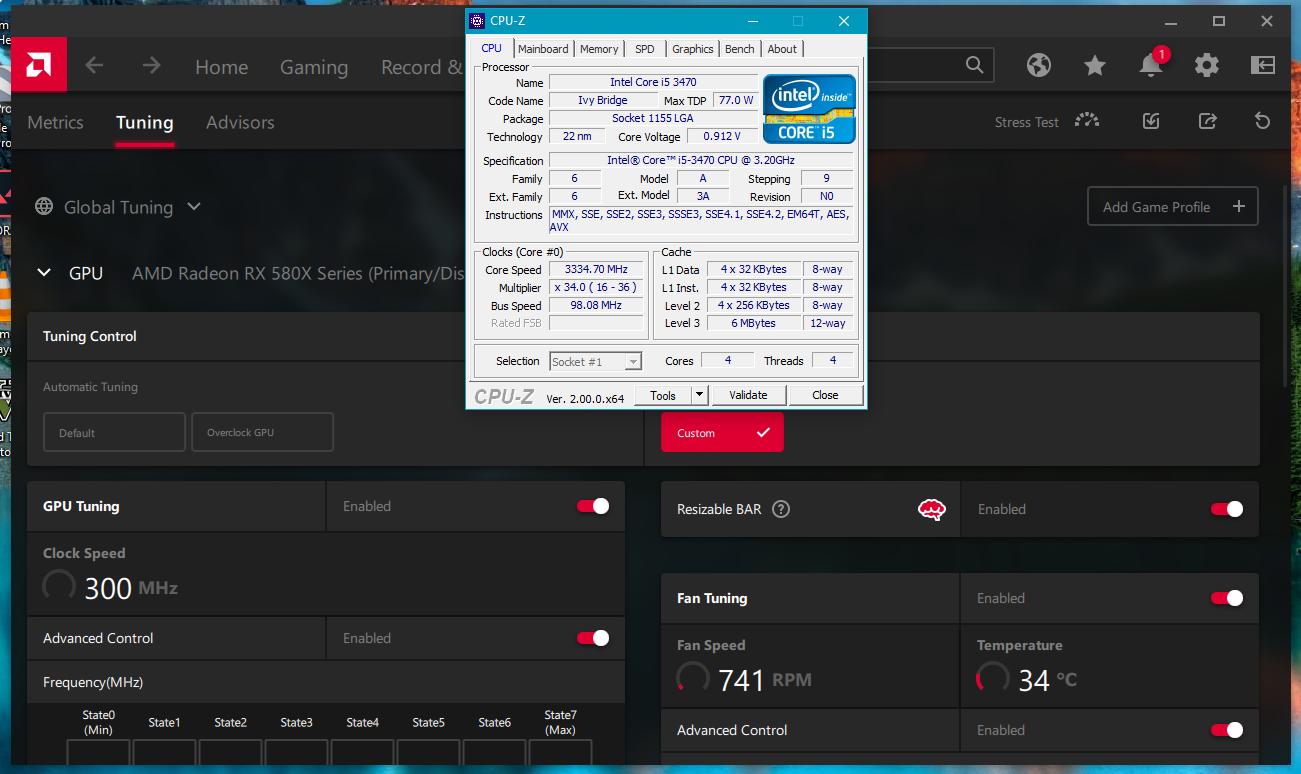 CPU-Z
CPU Mainboard Memory SPD Graphics Bench About
Processor
Name Intel Core i5 3470
Code Name Ivy Bridge Max TDP 77.0 W
Package Socket 1155 LGA
Technology 22 nm Core Voltage 0.912 V
intel inside™
CORE™ i5
Specification Intel® Core™ i5-3470 CPU @ 3.20GHz
Family 6 Model A Stepping 9
Ext. Family 6 Ext. Model 3A Revision N0
Instructions MMX, SSE, SSE2, SSE3, SSSE3, SSE4.1, SSE4.2, EM64T, AES,
AVX
Clocks (Core #0)
Core Speed 3334.70 MHz
Multiplier x 34.0 ( 16 - 36 )
Bus Speed 98.08 MHz
Rated FSB
Cache
L1 Data 4 x 32 KBytes 8-way
L1 Inst. 4 x 32 KBytes 8-way
Level 2 4 x 256 KBytes 8-way
Level 3 6 MBytes 12-way
Selection Socket #1 Cores 4 Threads 4
CPU-Z Ver. 2.00.0.x64 Tools Validate Close
Home Gaming Record &
1
Metrics Tuning Advisors
Stress Test
Global Tuning
Add Game Profile +
GPU AMD Radeon RX 580X Series (Primary/Dis
Tuning Control
Automatic Tuning
Default Overclock GPU
Custom
GPU Tuning Enabled
Clock Speed
300 MHz
Advanced Control Enabled
Frequency(MHz)
State0 State1 State2 State3 State4 State5 State6 State7
(Min) (Max)
Resizable BAR ? Enabled
Fan Tuning Enabled
Fan Speed Temperature
741 RPM 34 °C
Advanced Control Enabled